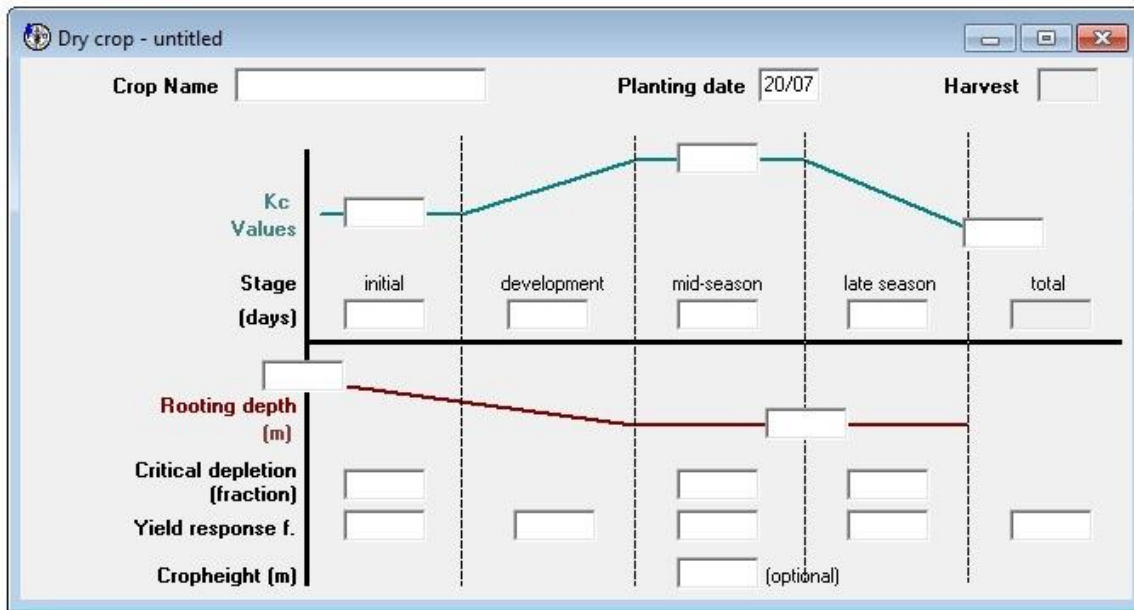 Dry crop - untitled
Crop Name
Planting date 20/07 Harvest
Kc
Values
Stage initial development mid-season late season total
(days)
Rooting depth
(m)
Critical depletion
(fraction)
Yield response f.
Cropheight (m) (optional)